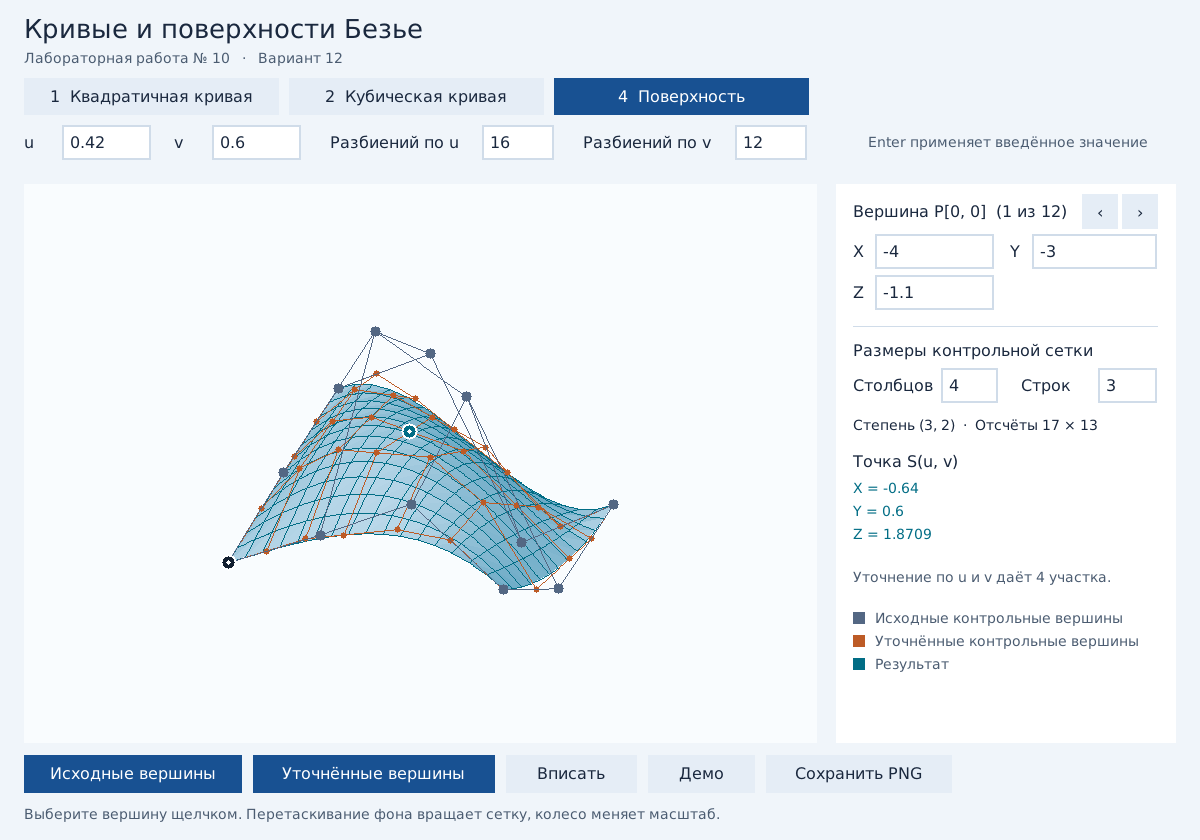 Кривые и поверхности Безье
Лабораторная работа № 10 · Вариант 12
1 Квадратичная кривая 2 Кубическая кривая 4 Поверхность
u 0.42 v 0.6 Разбиений по u 16 Разбиений по v 12 Enter применяет введённое значение
Вершина P[0, 0] (1 из 12) ‹ ›
X -4 Y -3
Z -1.1
Размеры контрольной сетки
Столбцов 4 Строк 3
Степень (3, 2) · Отсчёты 17 × 13
Точка S(u, v)
X = -0.64
Y = 0.6
Z = 1.8709
Уточнение по u и v даёт 4 участка.
Исходные контрольные вершины
Уточнённые контрольные вершины
Результат
Исходные вершины Уточнённые вершины Вписать Демо Сохранить PNG
Выберите вершину щелчком. Перетаскивание фона вращает сетку, колесо меняет масштаб.